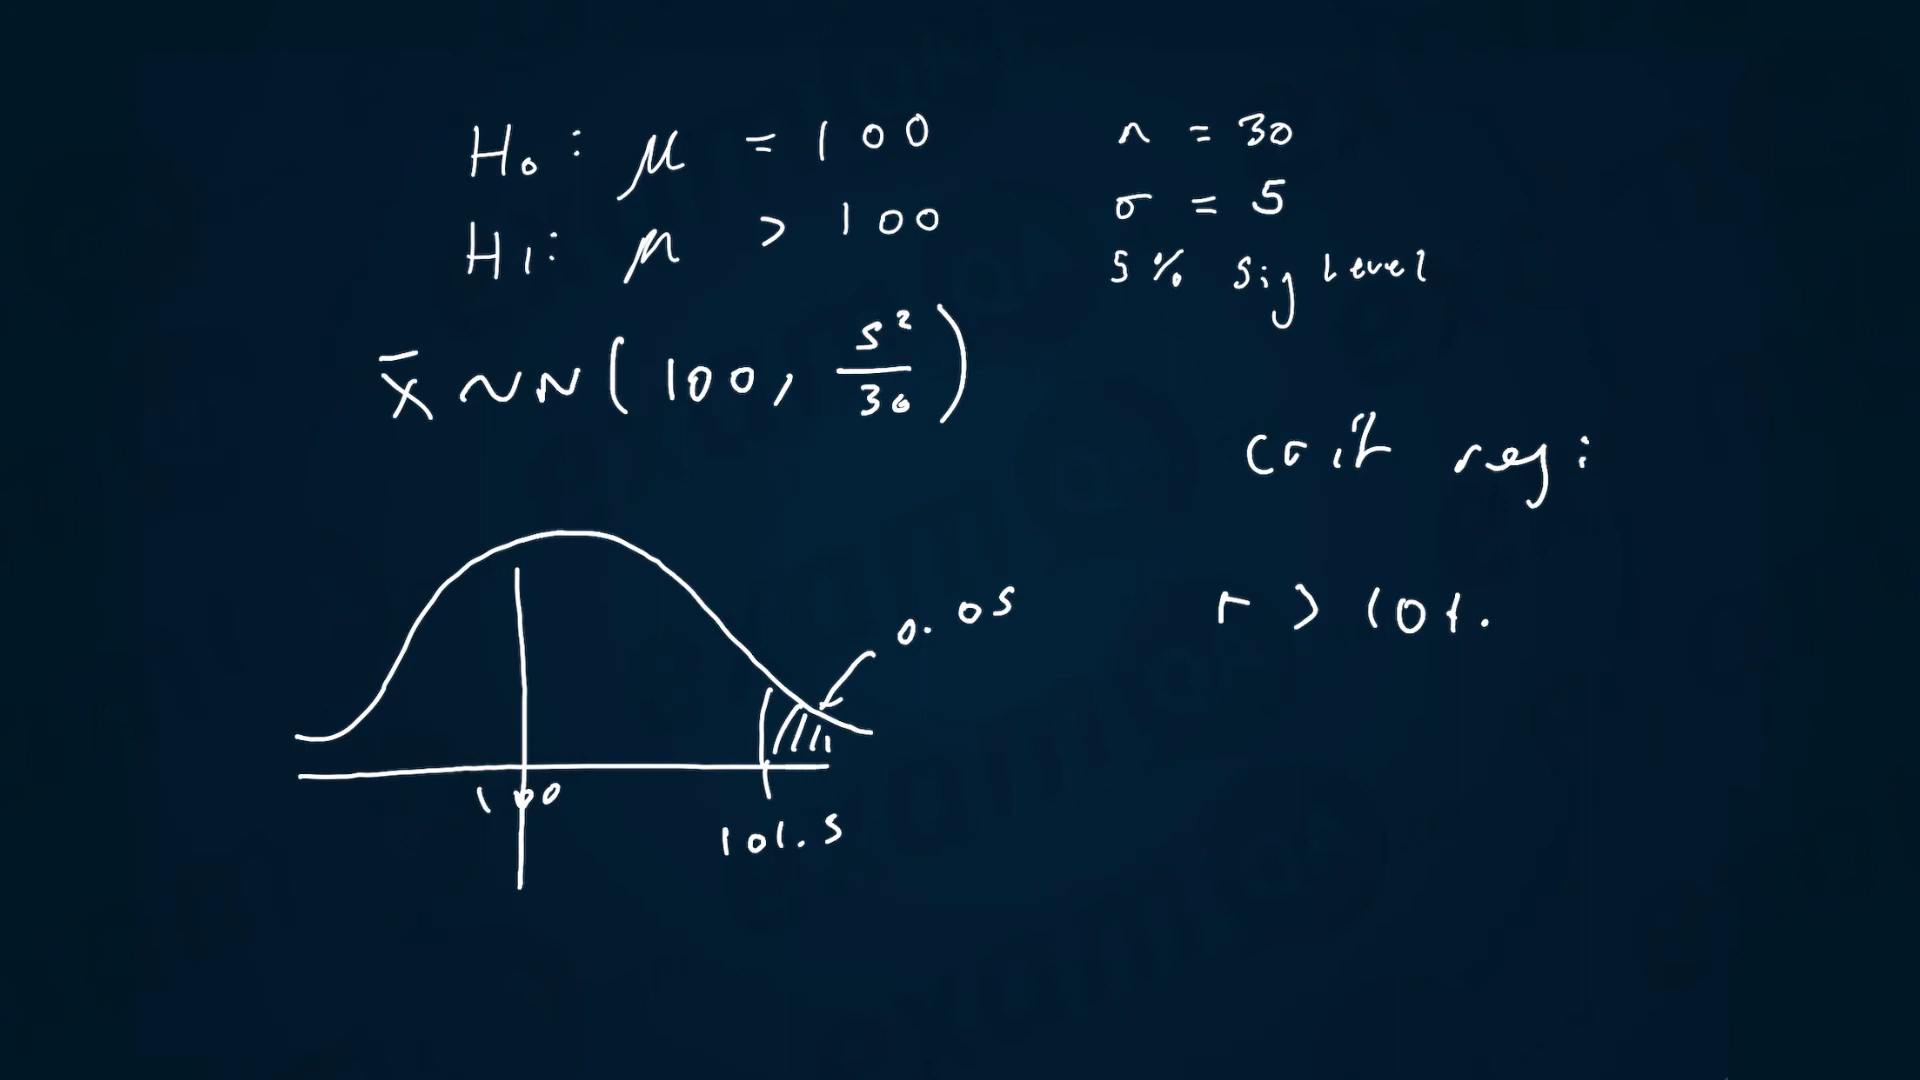 H₀: μ = 100
H₁: μ > 100
n = 30
σ = 5
5% Sig Level
X̄ ~ N(100, 5²/30)
crit reg:
0.05
100
101.5
> 101.